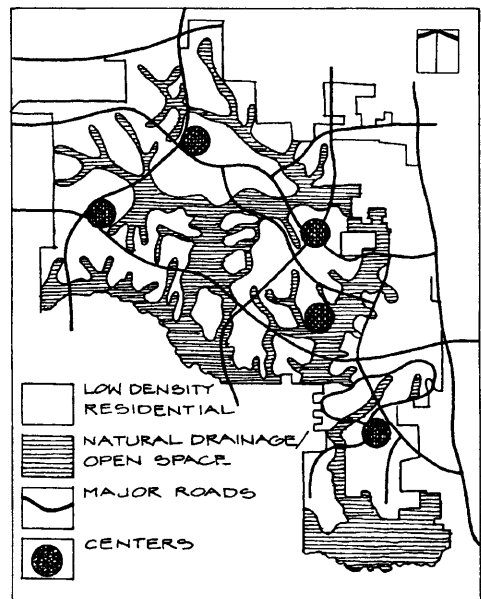 LOW DENSITY
RESIDENTIAL
NATURAL DRAINAGE/
OPEN SPACE
MAJOR ROADS
CENTERS